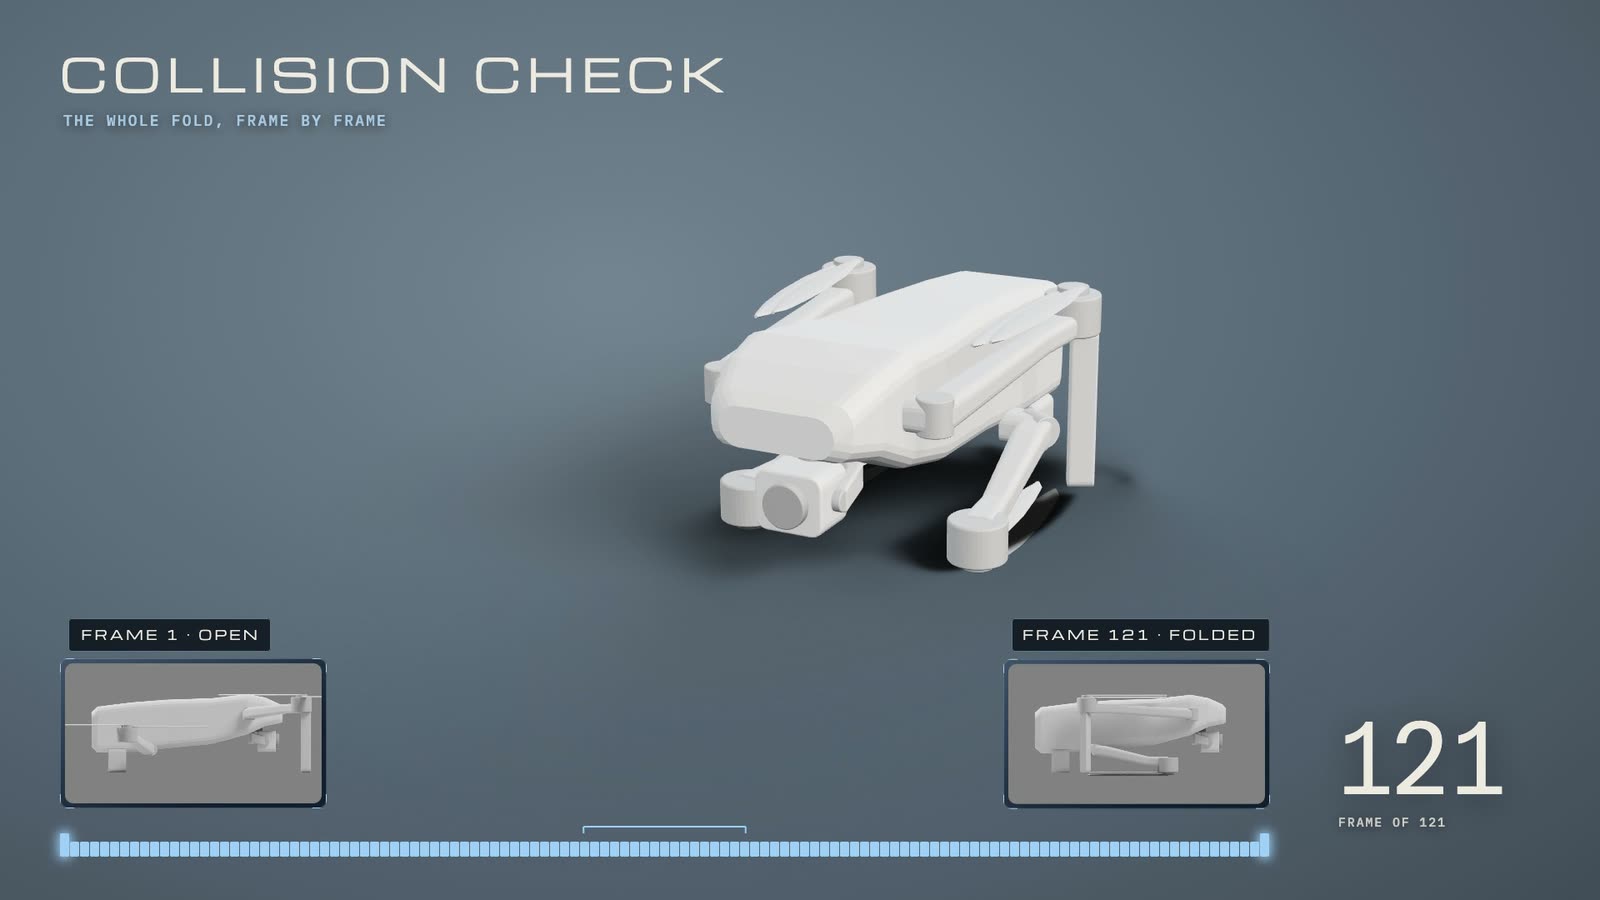 COLLISION CHECK
THE WHOLE FOLD, FRAME BY FRAME
FRAME 1 · OPEN
FRAME 121 · FOLDED
121
FRAME OF 121